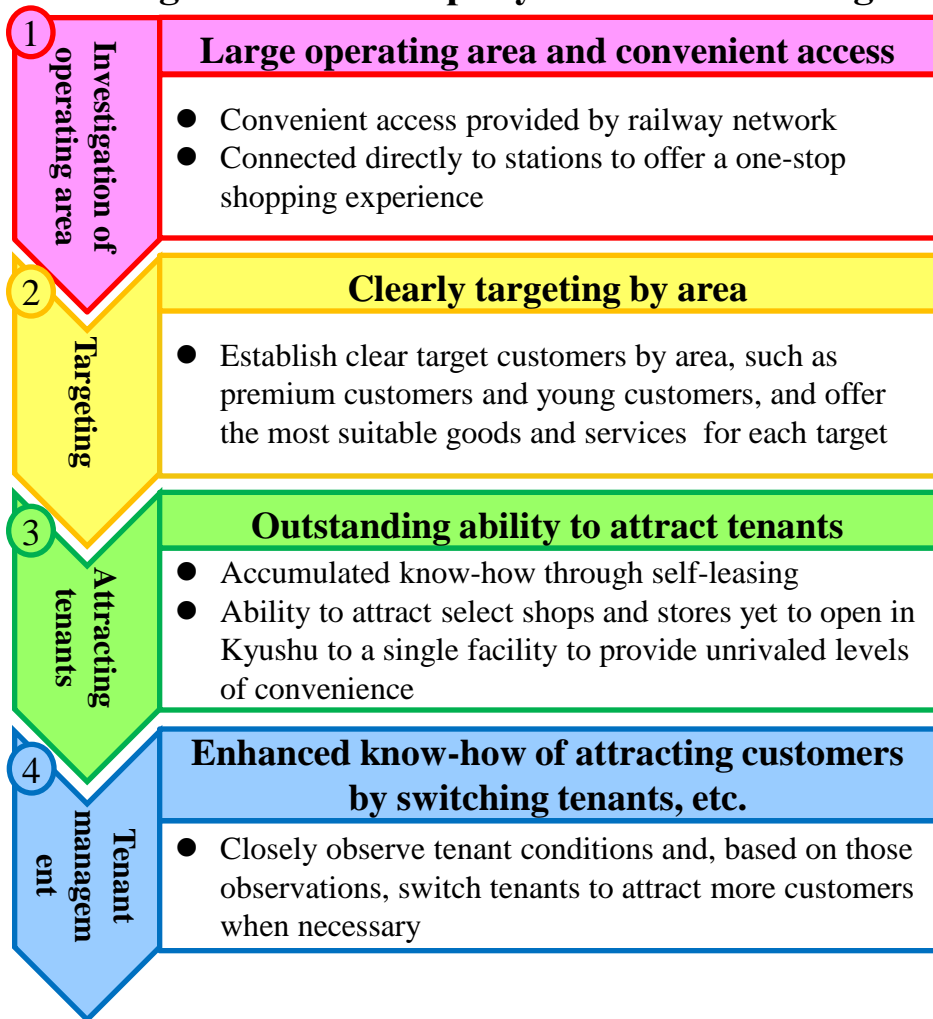 1
Investigation of
operating area
Large operating area and convenient access
● Convenient access provided by railway network
● Connected directly to stations to offer a one-stop
shopping experience
2
Targeting
Clearly targeting by area
● Establish clear target customers by area, such as
premium customers and young customers, and offer
the most suitable goods and services for each target
3
Attracting
tenants
Outstanding ability to attract tenants
● Accumulated know-how through self-leasing
● Ability to attract select shops and stores yet to open in
Kyushu to a single facility to provide unrivaled levels
of convenience
4
Tenant
managem
ent
Enhanced know-how of attracting customers
by switching tenants, etc.
● Closely observe tenant conditions and, based on those
observations, switch tenants to attract more customers
when necessary